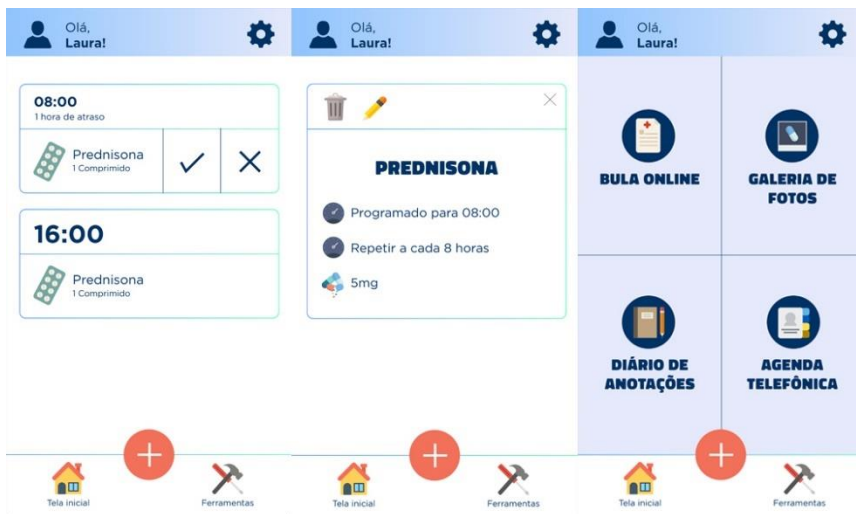 Olá,
Laura!
08:00
1 hora de atraso
Prednisona
1 Comprimido
16:00
Prednisona
1 Comprimido
Tela inicial
Ferramentas
Olá,
Laura!
PREDNISONA
Programado para 08:00
Repetir a cada 8 horas
5mg
Tela inicial
Ferramentas
Olá,
Laura!
BULA ONLINE
GALERIA DE
FOTOS
DIÁRIO DE
ANOTAÇÕES
AGENDA
TELEFÔNICA
Tela inicial
Ferramentas